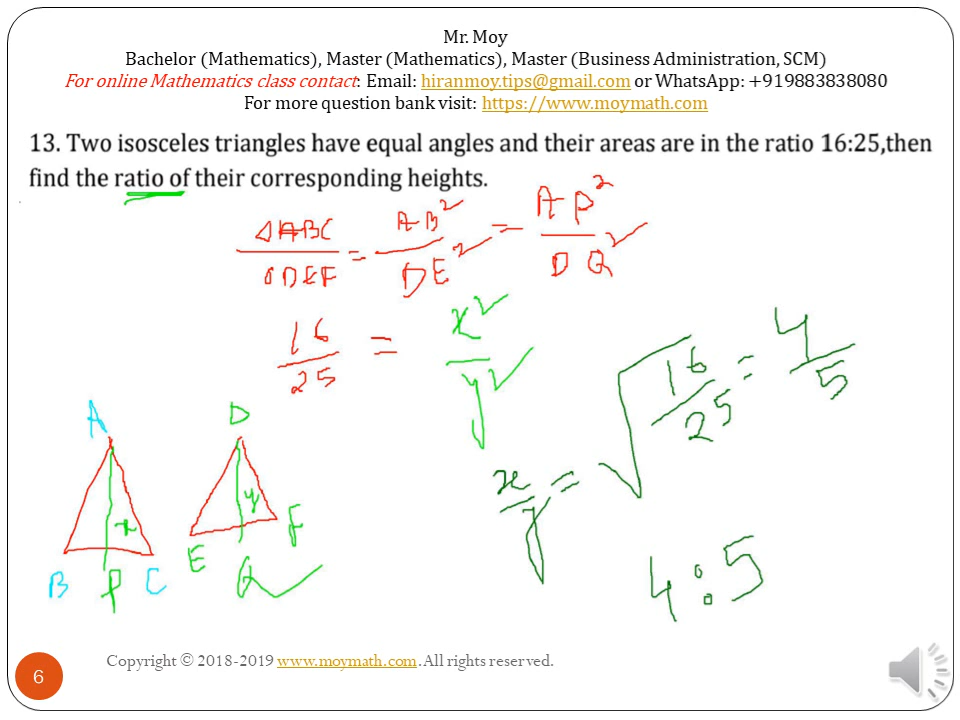 Mr. Moy
Bachelor (Mathematics), Master (Mathematics), Master (Business Administration, SCM)
For online Mathematics class contact: Email: hiranmoy.tips@gmail.com or WhatsApp: +919883838080
For more question bank visit: https://www.moymath.com
13. Two isosceles triangles have equal angles and their areas are in the ratio 16:25,then
find the ratio of their corresponding heights.
ΔABC/ΔDEF = AB²/DE² = AP²/DQ²
16/25 = x²/y²
x/y = √16/25 = 4/5
4:5
A
D
x
y
B P C
E Q F
Copyright © 2018-2019 www.moymath.com. All rights reserved.
6